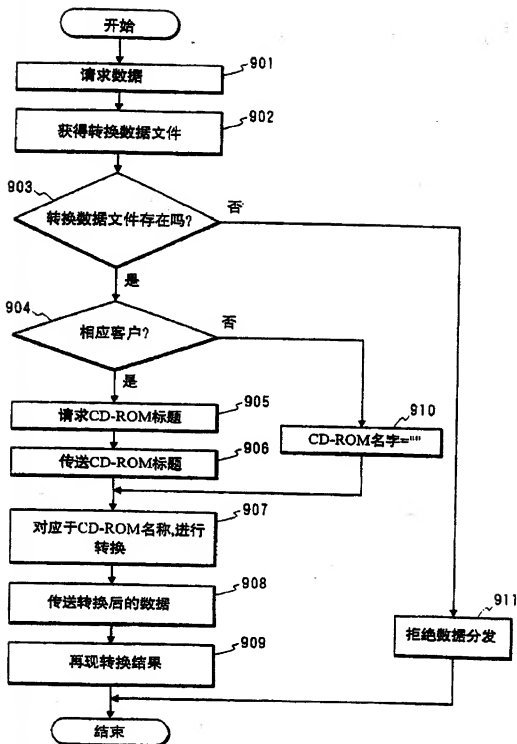 开始
901
请求数据
902
获得转换数据文件
903
转换数据文件存在吗?
否
是
904
相应客户?
否
是
905
请求CD-ROM标题
910
CD-ROM名字=""
906
传送CD-ROM标题
907
对应于CD-ROM名称,进行
转换
908
传送转换后的数据
911
拒绝数据分发
909
再现转换结果
结束